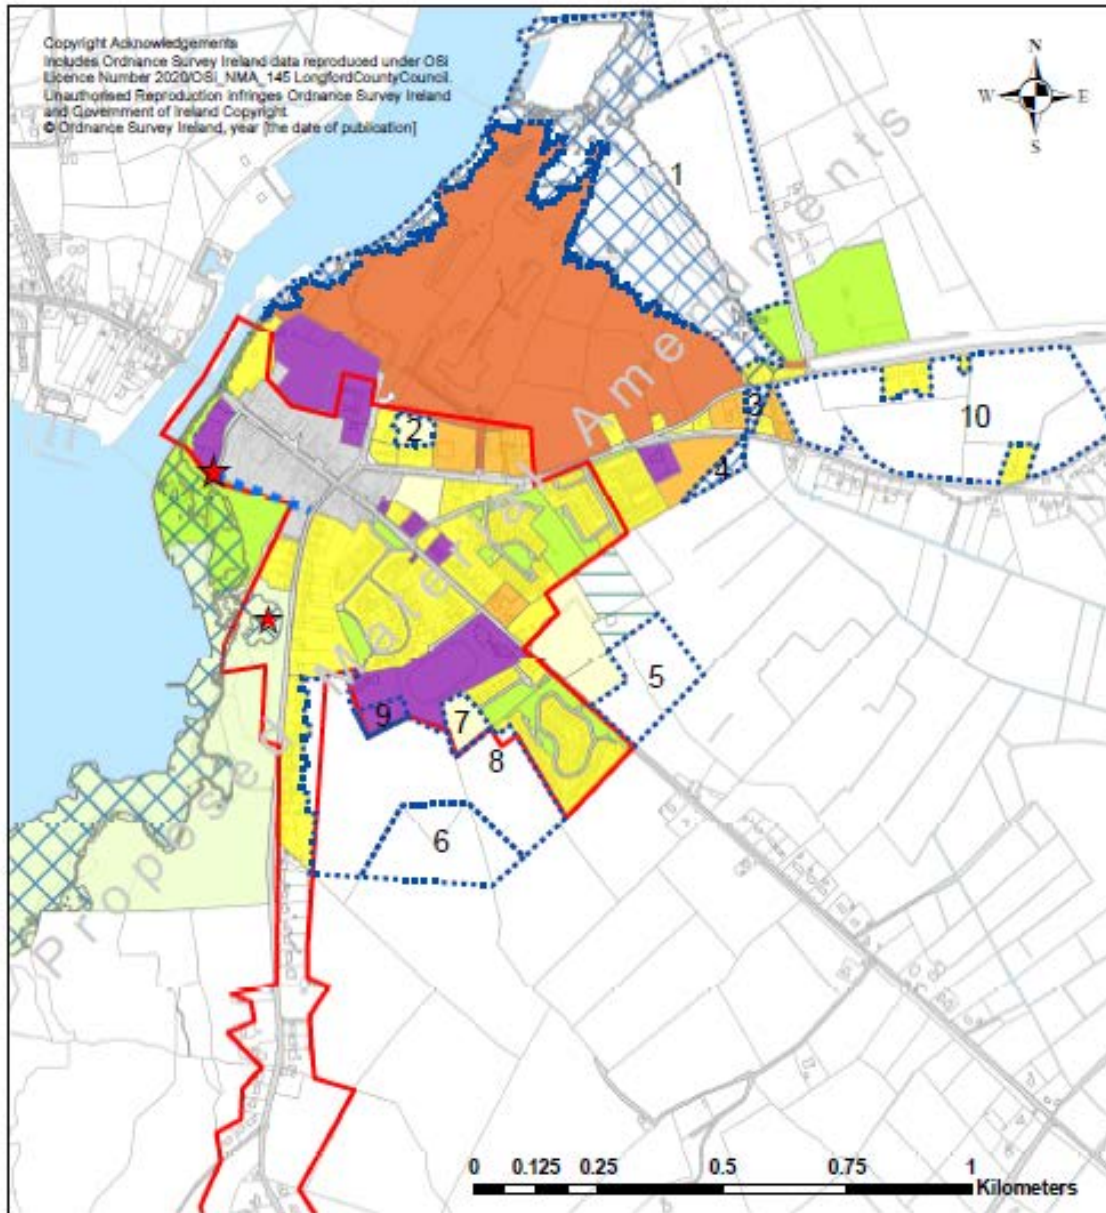 Copyright Acknowledgements
Includes Ordnance Survey Ireland data reproduced under OSi
Licence Number 2020/OSi_NMA_145 LongfordCountyCouncil.
Unauthorised Reproduction infringes Ordnance Survey Ireland
and Government of Ireland Copyright.
© Ordnance Survey Ireland, year [the date of publication]
N
W E
S
1
2
3
10
4
5
9
7
8
6
Proposed Material Amendments
0 0.125 0.25 0.5 0.75 1
Kilometers